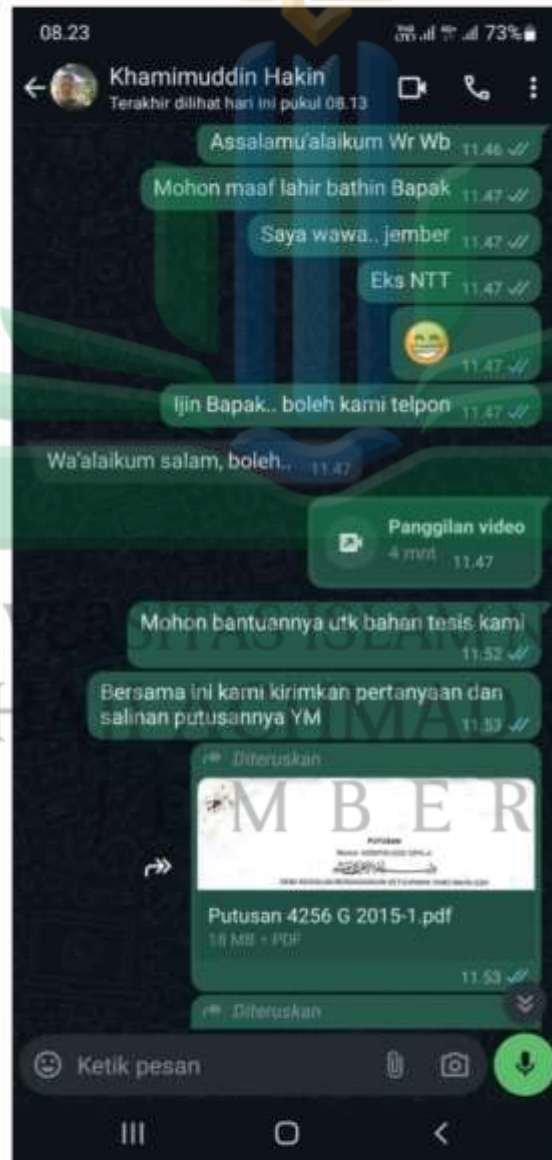 08.23
73%
Khamimuddin Hakin
Terakhir dilihat hari ini pukul 08.13
Assalamu'alaikum Wr Wb 11.46
Mohon maaf lahir bathin Bapak 11.47
Saya wawa.. jember 11.47
Eks NTT 11.47
11.47
Ijin Bapak.. boleh kami telpon 11.47
Wa'alaikum salam, boleh.. 11.47
Panggilan video
4 mnt 11.47
Mohon bantuannya utk bahan tesis kami
11.52
Bersama ini kami kirimkan pertanyaan dan
salinan putusannya YM 11.53
Diteruskan
PUTUSAN
Putusan 4256 G 2015-1.pdf
18 MB • PDF
11.53
Diteruskan
Ketik pesan
UNIVERSITAS ISLAM
ACHMAD
JEMBER